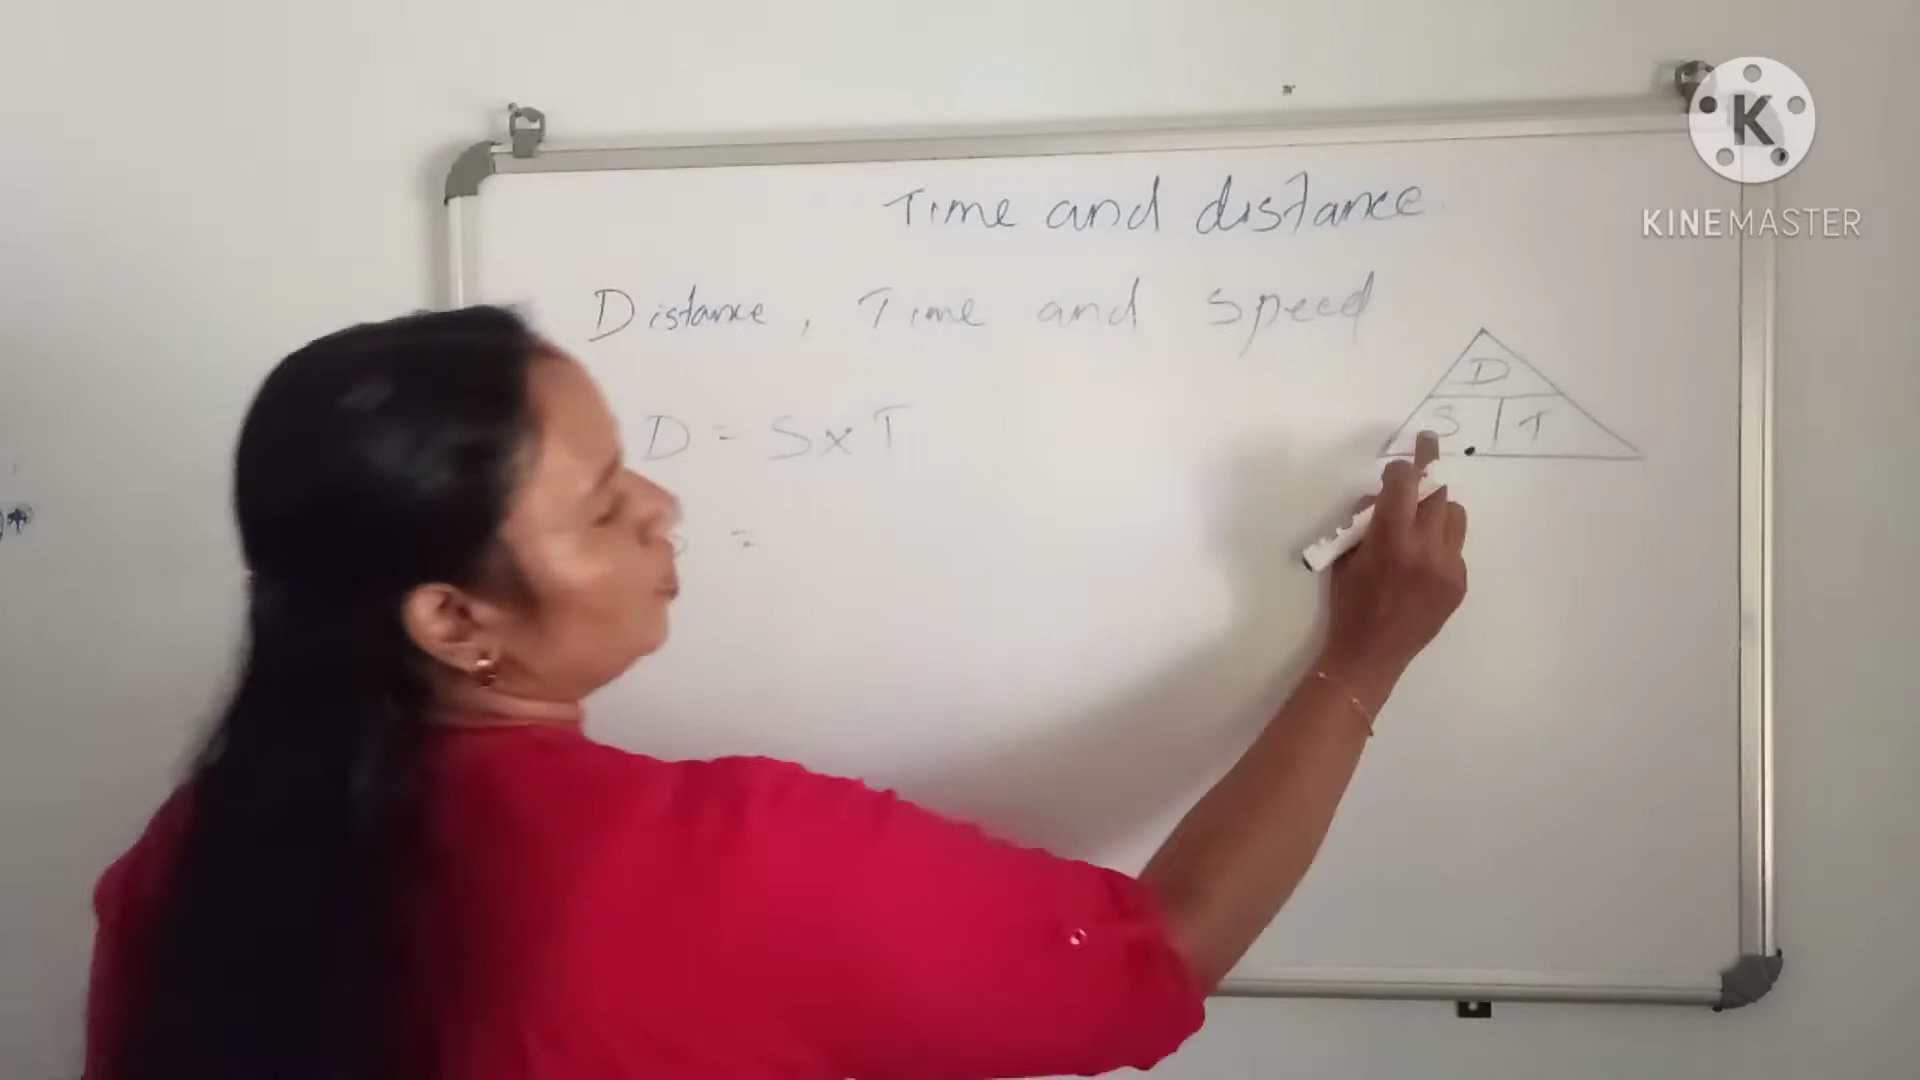 K
KINEMASTER
Time and distance
Distance, Time and Speed
D
S T
D = S x T
S =